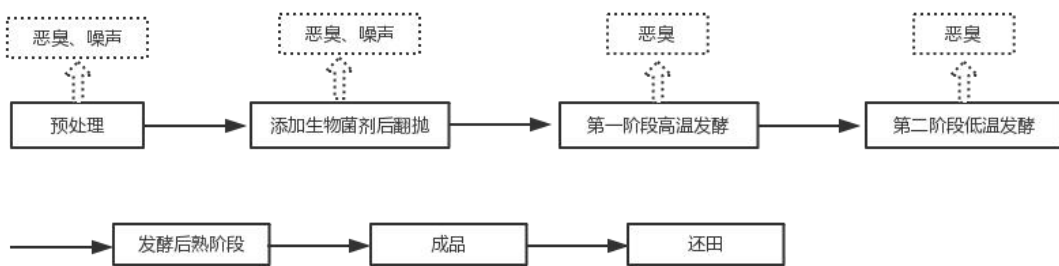 恶臭、噪声
恶臭、噪声
恶臭
恶臭
预处理
添加生物菌剂后翻抛
第一阶段高温发酵
第二阶段低温发酵
发酵后熟阶段
成品
还田